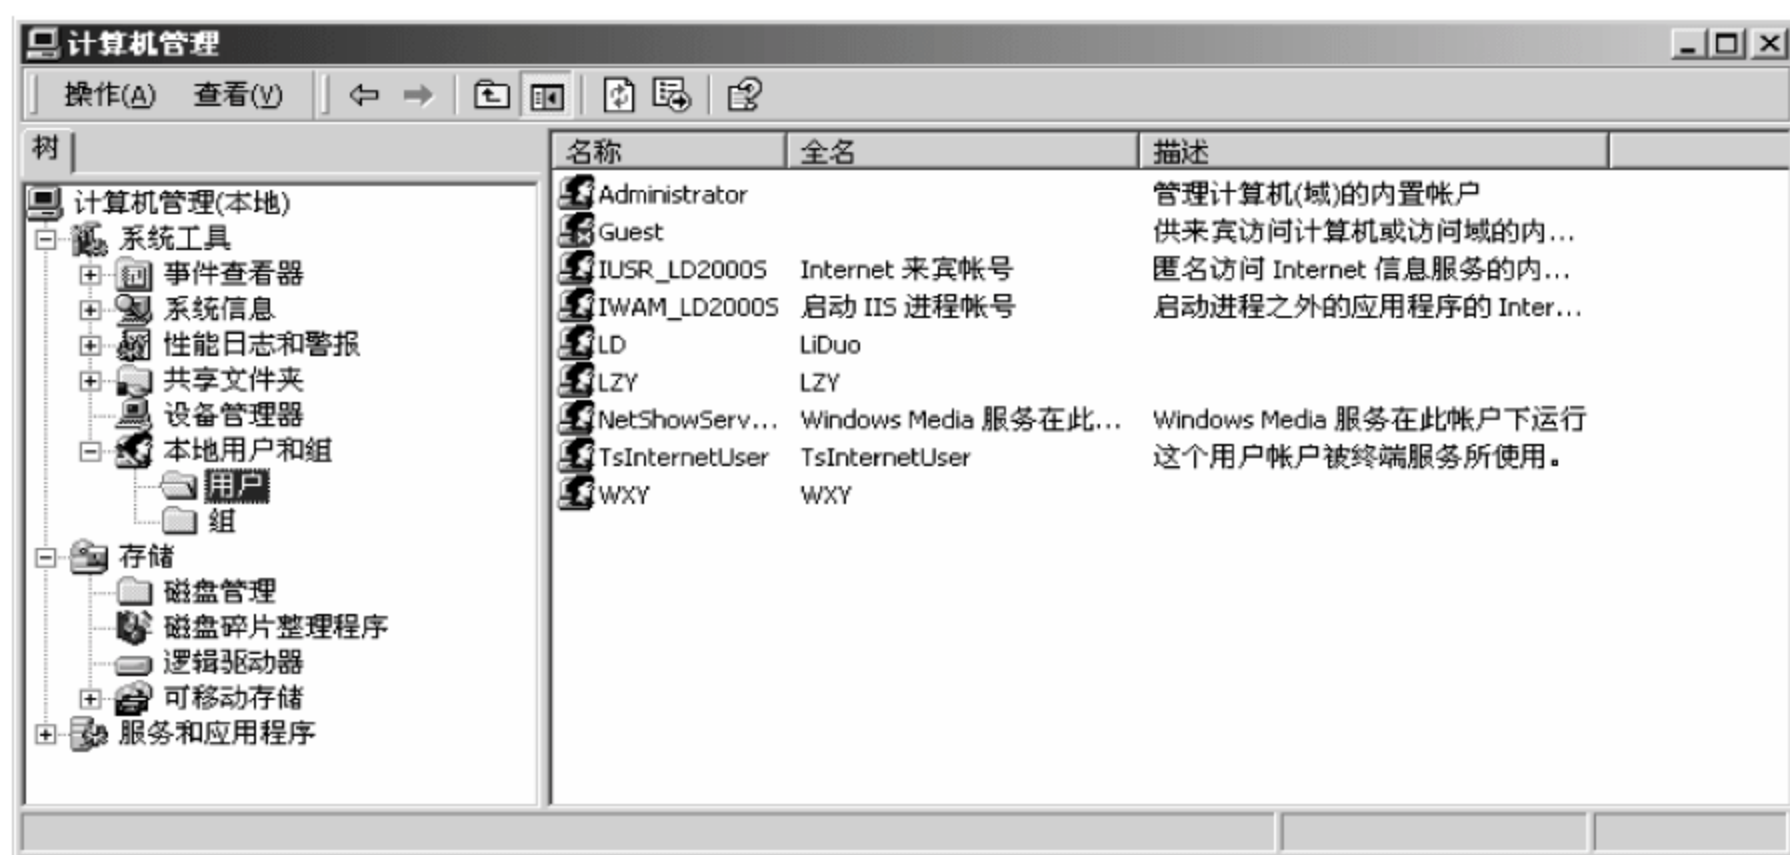 计算机管理
操作(A) 查看(V)
树
计算机管理(本地)
系统工具
事件查看器
系统信息
性能日志和警报
共享文件夹
设备管理器
本地用户和组
用户
组
存储
磁盘管理
磁盘碎片整理程序
逻辑驱动器
可移动存储
服务和应用程序
名称 全名 描述
Administrator 管理计算机(域)的内置帐户
Guest 供来宾访问计算机或访问域的内...
IUSR_LD2000S Internet 来宾帐号 匿名访问 Internet 信息服务的内...
IWAM_LD2000S 启动 IIS 进程帐号 启动进程之外的应用程序的 Inter...
LD LiDuo
LZY LZY
NetShowServ... Windows Media 服务在此... Windows Media 服务在此帐户下运行
TsInternetUser TsInternetUser 这个用户帐户被终端服务所使用。
WXY WXY